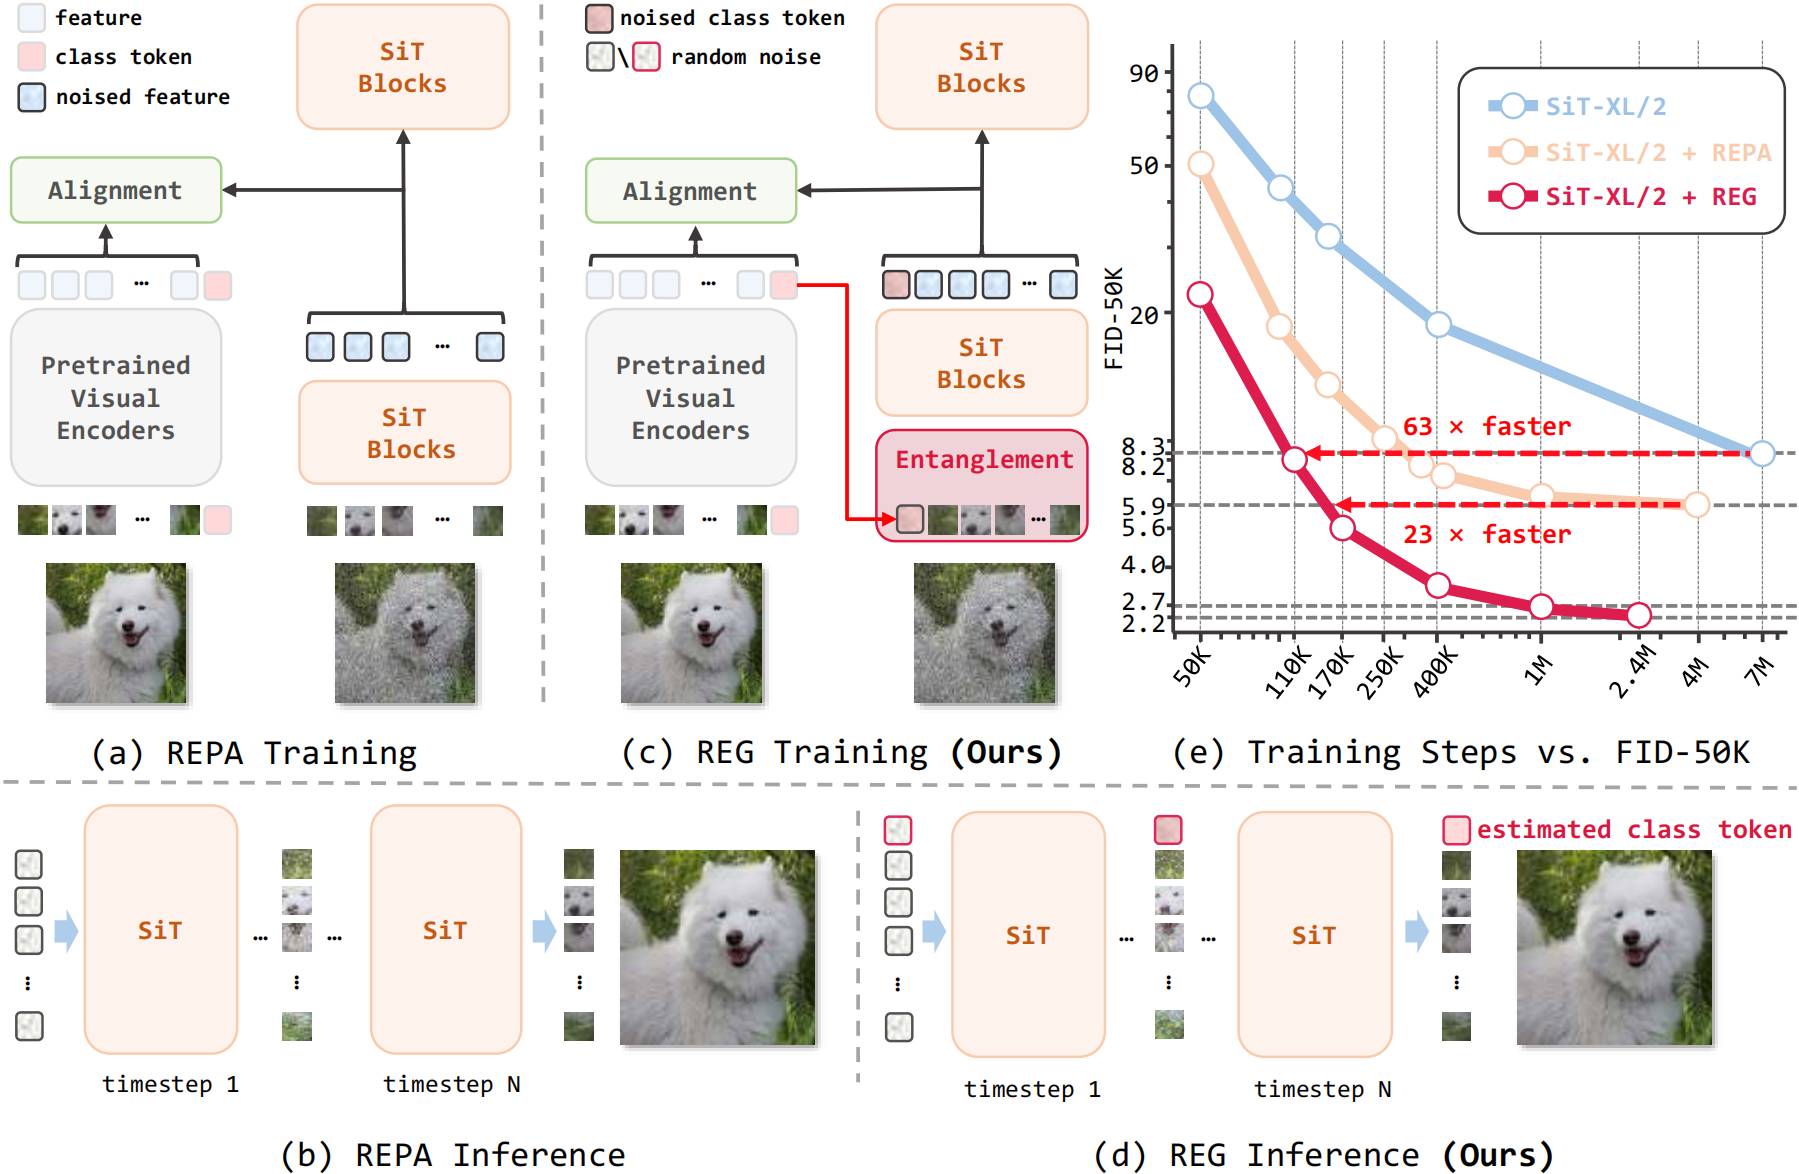 feature
class token
noised feature
SiT
Blocks
Alignment
...
Pretrained
Visual
Encoders
...
SiT
Blocks
...
...
(a) REPA Training
noised class token
\ random noise
SiT
Blocks
Alignment
...
...
Pretrained
Visual
Encoders
SiT
Blocks
Entanglement
...
...
(c) REG Training (Ours)
FID-50K
90
50
20
8.3
8.2
5.9
5.6
4.0
2.7
2.2
SiT-XL/2
SiT-XL/2 + REPA
SiT-XL/2 + REG
63 × faster
23 × faster
50K
110K
170K
250K
400K
1M
2.4M
4M
7M
(e) Training Steps vs. FID-50K
SiT
... ...
SiT
...
...
...
timestep 1
timestep N
(b) REPA Inference
estimated class token
SiT
... ...
SiT
...
...
...
timestep 1
timestep N
(d) REG Inference (Ours)